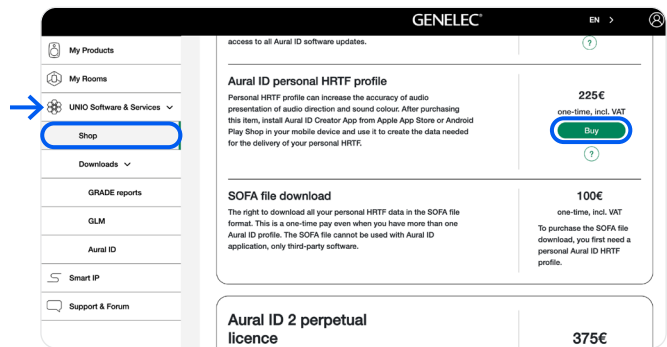 GENELEC®
EN >
My Products
My Rooms
UNIO Software & Services
Shop
Downloads
GRADE reports
GLM
Aural ID
Smart IP
Support & Forum
access to all Aural ID software updates.
?
Aural ID personal HRTF profile
Personal HRTF profile can increase the accuracy of audio
presentation of audio direction and sound colour. After purchasing
this item, install Aural ID Creator App from Apple App Store or Android
Play Shop in your mobile device and use it to create the data needed
for the delivery of your personal HRTF.
225€
one-time, incl. VAT
Buy
?
SOFA file download
The right to download all your personal HRTF data in the SOFA file
format. This is a one-time pay even when you have more than one
Aural ID profile. The SOFA file cannot be used with Aural ID
application, only third-party software.
100€
one-time, incl. VAT
To purchase the SOFA file
download, you first need a
personal Aural ID HRTF
profile.
Aural ID 2 perpetual
licence
375€